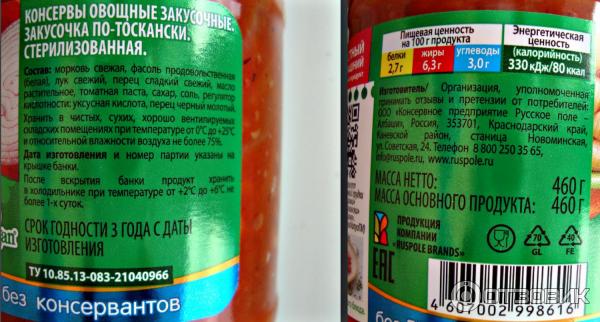 КОНСЕРВЫ ОВОЩНЫЕ ЗАКУСОЧНЫЕ.
ЗАКУСОЧКА ПО-ТОСКАНСКИ.
СТЕРИЛИЗОВАННАЯ.
Состав: морковь свежая, фасоль продовольственная
(белая), лук свежий, перец сладкий свежий, масло
растительное, томатная паста, сахар, соль, регулятор
кислотности: уксусная кислота, перец черный молотый.
Хранить в чистых, сухих, хорошо вентилируемых
складских помещениях при температуре от 0°С до +25°С
и относительной влажности воздуха не более 75%.
Дата изготовления и номер партии указаны на
крышке банки.
После вскрытия банки продукт хранить
в холодильнике при температуре от +2°С до +6°С не
более 1-х суток.
СРОК ГОДНОСТИ 3 ГОДА С ДАТЫ
ИЗГОТОВЛЕНИЯ
ТУ 10.85.13-083-21040966
без консервантов
Пищевая ценность
на 100 г продукта
белки
2,7 г
жиры
6,3 г
углеводы
3,0 г
Энергетическая
ценность
(калорийность)
330 кДж/80 ккал
Изготовитель/ Организация, уполномоченная
принимать отзывы и претензии от потребителей:
ООО «Консервное предприятие Русское поле -
Албаши», Россия, 353701, Краснодарский край,
Каневской район, станица Новоминская,
ул. Советская, 24. Телефон 8 800 250 35 65,
info@ruspole.ru, www.ruspole.ru
МАССА НЕТТО: 460 г
МАССА ОСНОВНОГО ПРОДУКТА: 460 г
ПРОДУКЦИЯ
КОМПАНИИ
«RUSPOLE BRANDS»
EAC
70
GL
40
FE
4 607002 998616
ОТЗОВИК